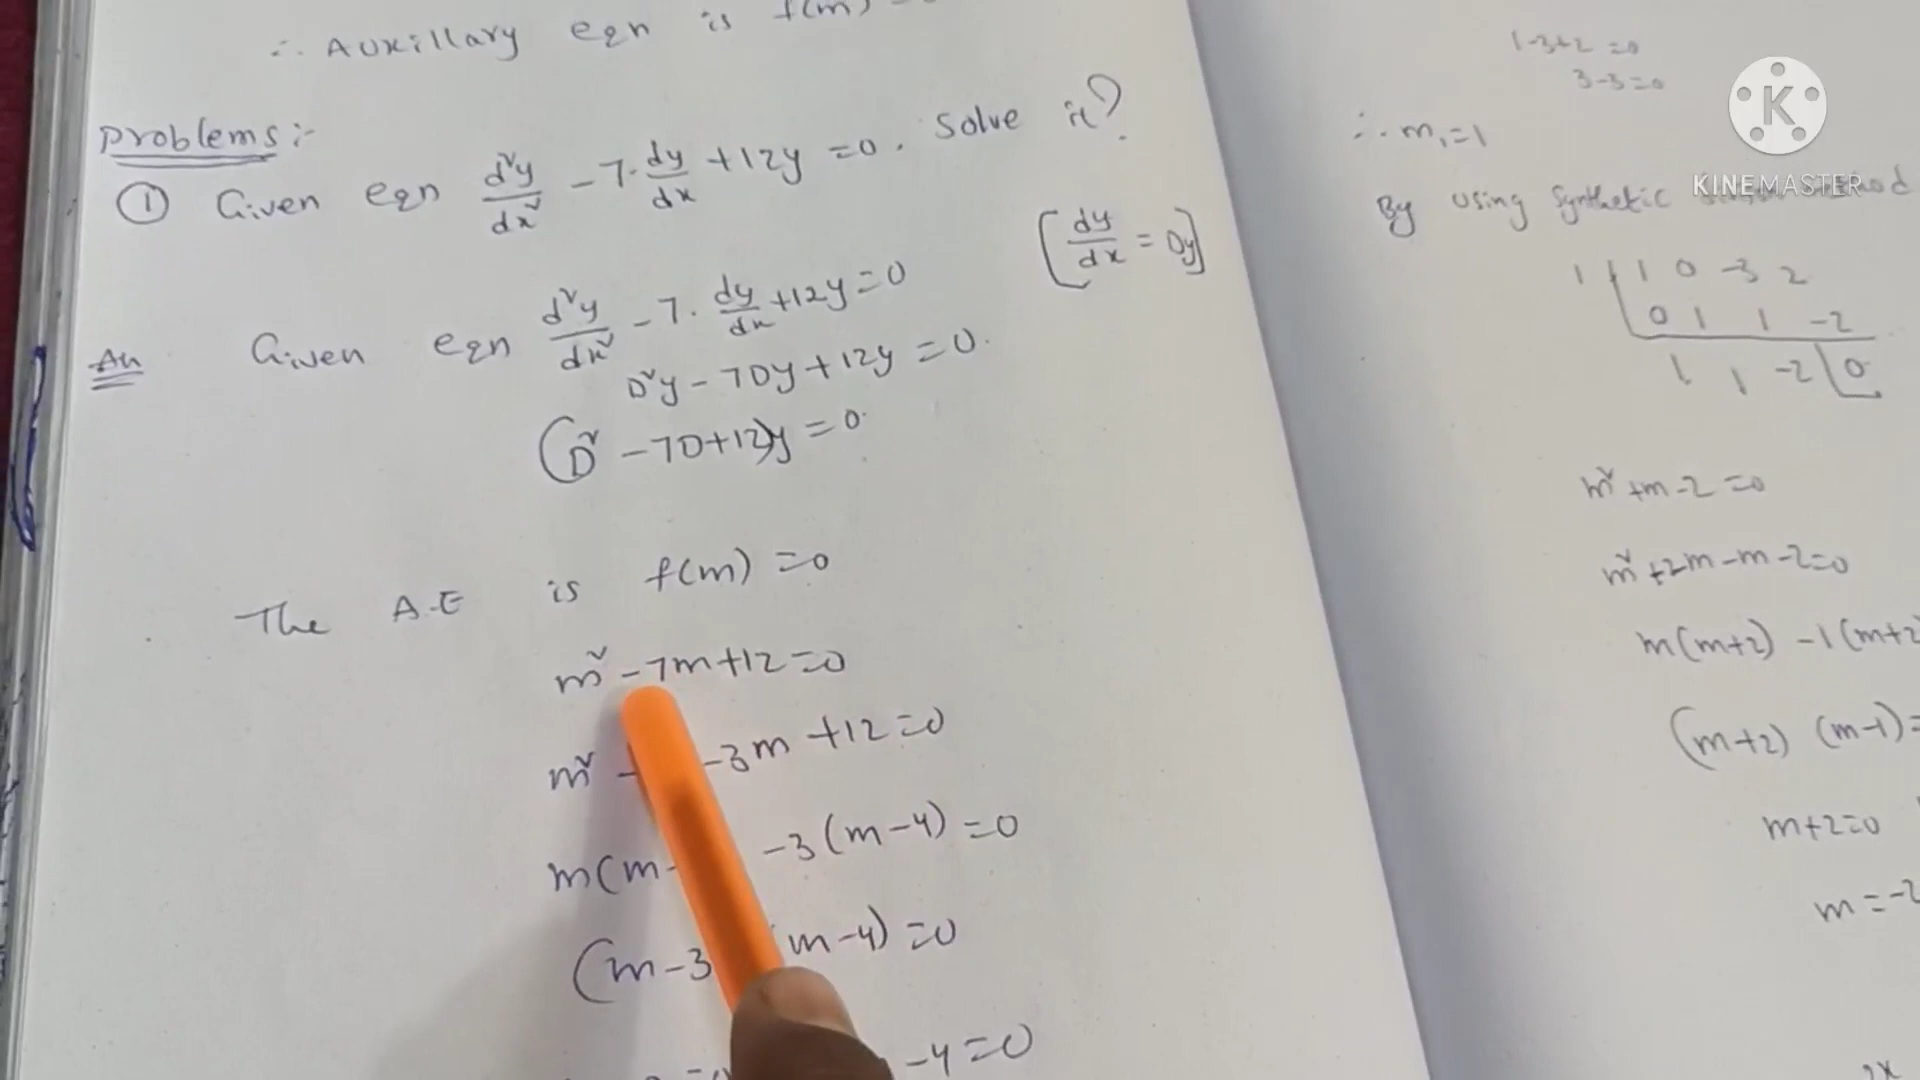 ∴ Auxillary eqn is f(m)
Problems:-
① Given eqn d²y/dx² - 7. dy/dx + 12y = 0. Solve it?
[dy/dx = Dy]
An Given eqn d²y/dx² - 7. dy/dx + 12y = 0
D²y - 7Dy + 12y = 0.
(D² - 7D + 12)y = 0.
The A.E is f(m) = 0
m² - 7m + 12 = 0
m² - -3m + 12 = 0
m(m- -3(m-4) = 0
(m-3 m-4) = 0
-4 = 0
1-3+2 = 0
3-3 = 0
∴ m₁ = 1
KINEMASTER
By using Synthetic
1 | 1 0 -3 2
0 1 1 -2
1 1 -2 | 0
m² + m - 2 = 0
m² + 2m - m - 2 = 0
m(m+2) - 1(m+2
(m+2) (m-1) =
m+2 = 0
m = -2
2x